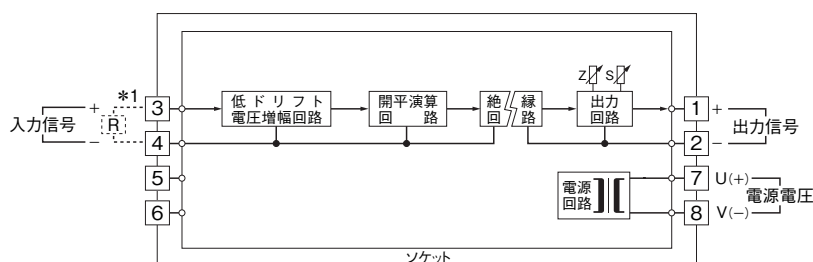 Z S
*1
3
低ドリフト
電圧増幅回路
開平演算
回路
絶縁
回路
出力
回路
1 +
入力信号
+
R
−
4
2 −
出力信号
5
6
電源
回路
7 U(+)
8 V(−)
電源電圧
ソケット